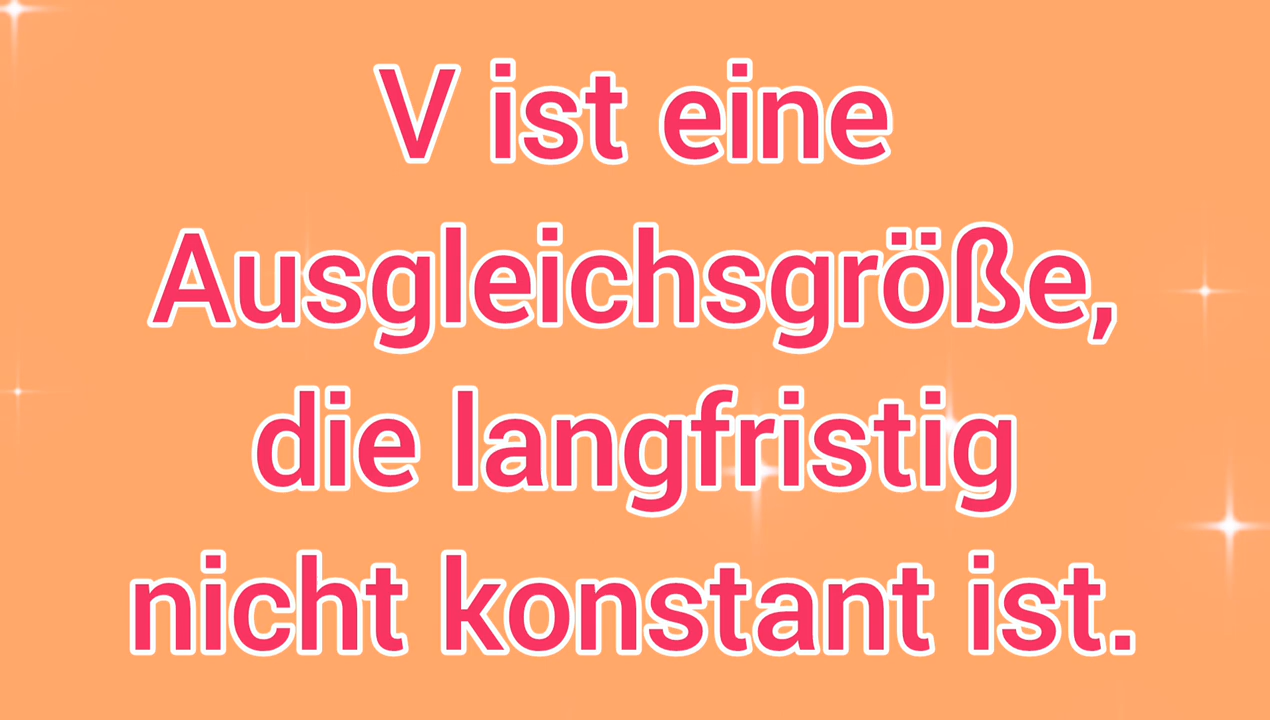 V ist eine
Ausgleichsgröße,
die langfristig
nicht konstant ist.